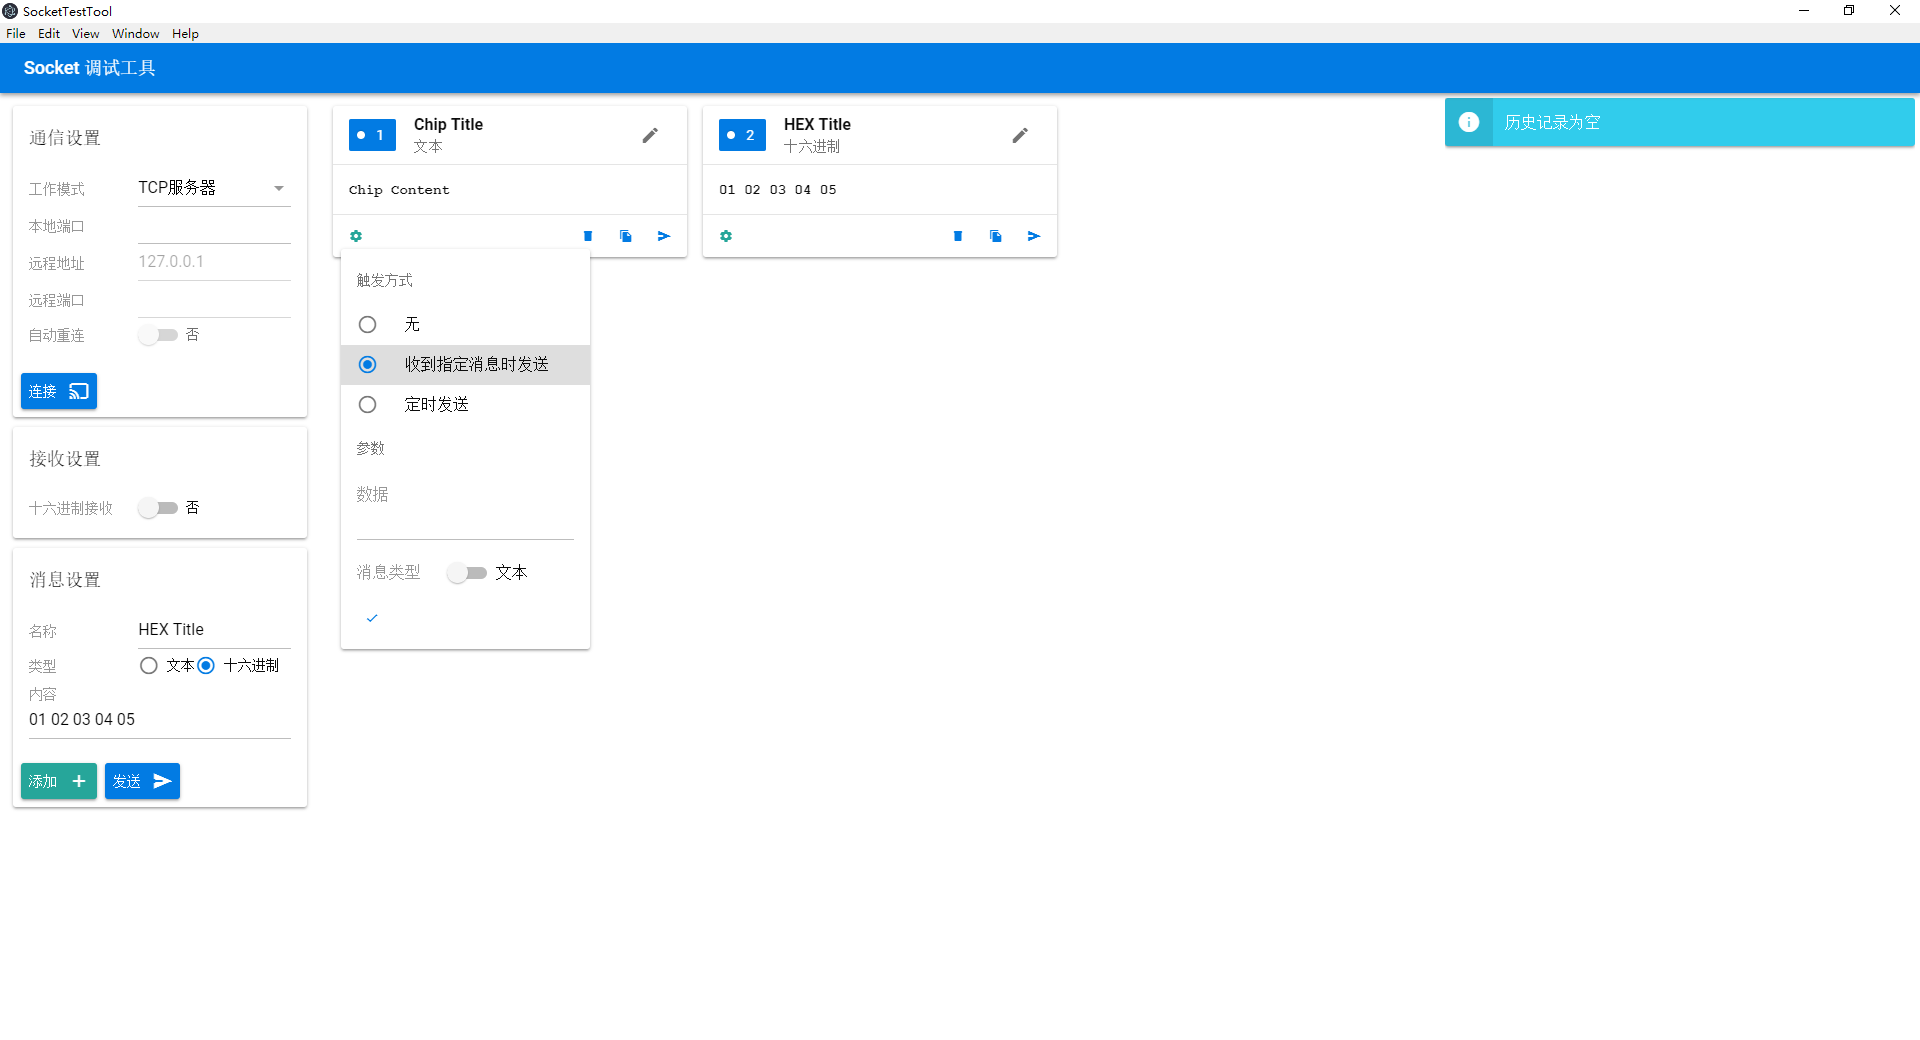 SocketTestTool
File Edit View Window Help
Socket 调试工具
通信设置
工作模式 TCP服务器
本地端口
远程地址 127.0.0.1
远程端口
自动重连 否
连接
接收设置
十六进制接收 否
消息设置
名称 HEX Title
类型 文本 十六进制
内容
01 02 03 04 05
添加 发送
1 Chip Title
文本
Chip Content
触发方式
无
收到指定消息时发送
定时发送
参数
数据
消息类型 文本
2 HEX Title
十六进制
01 02 03 04 05
历史记录为空